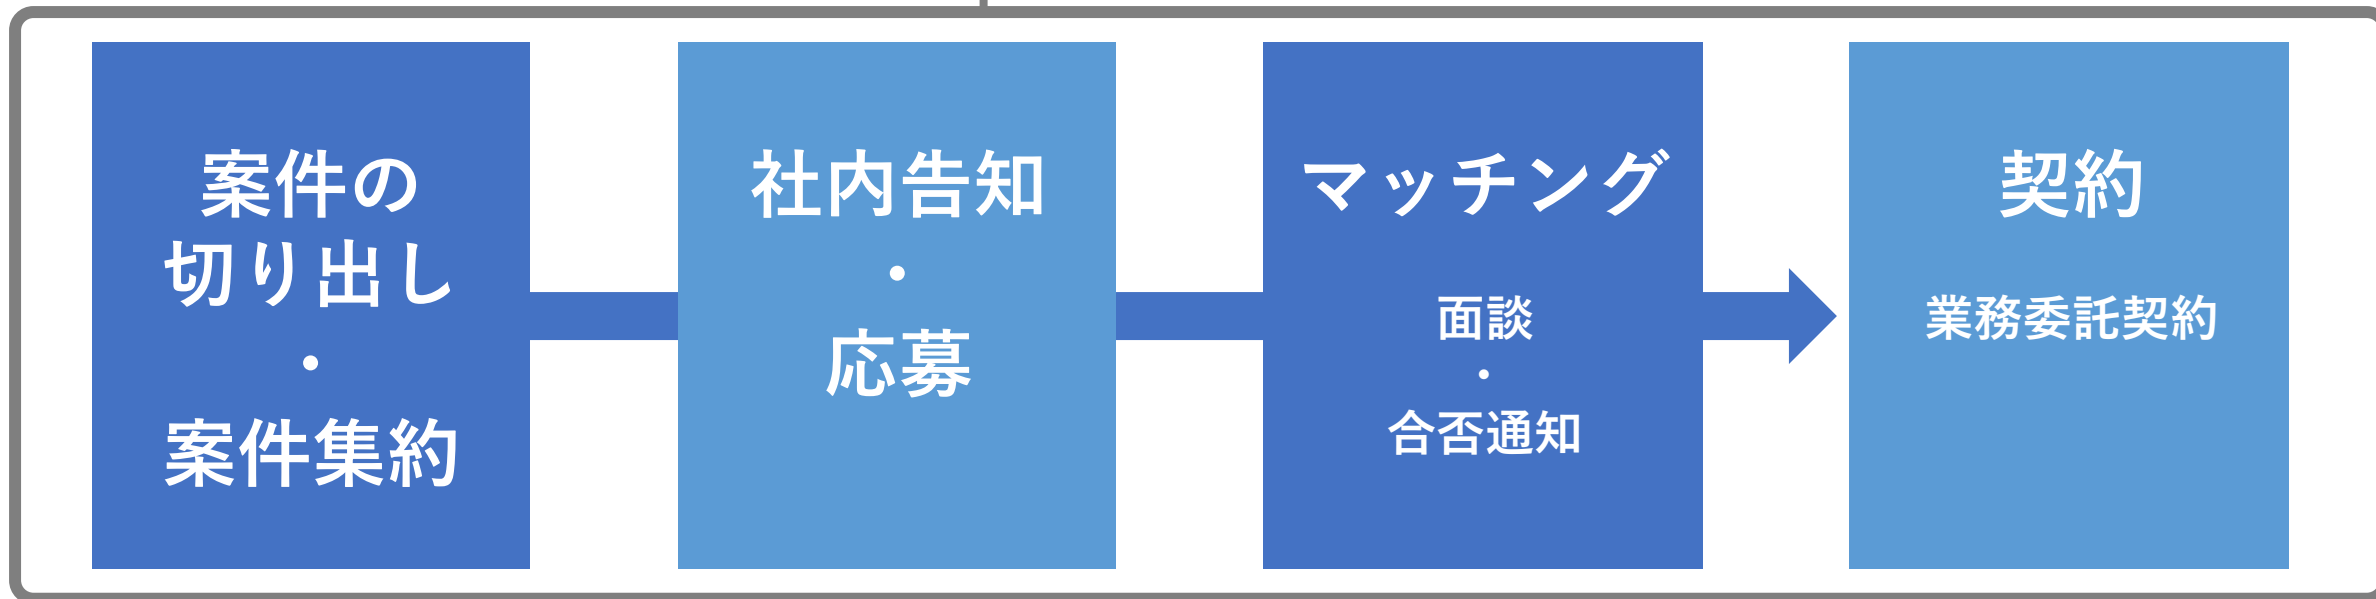 案件の
切り出し
・
案件集約
社内告知
・
応募
マッチング
面談
・
合否通知
契約
業務委託契約